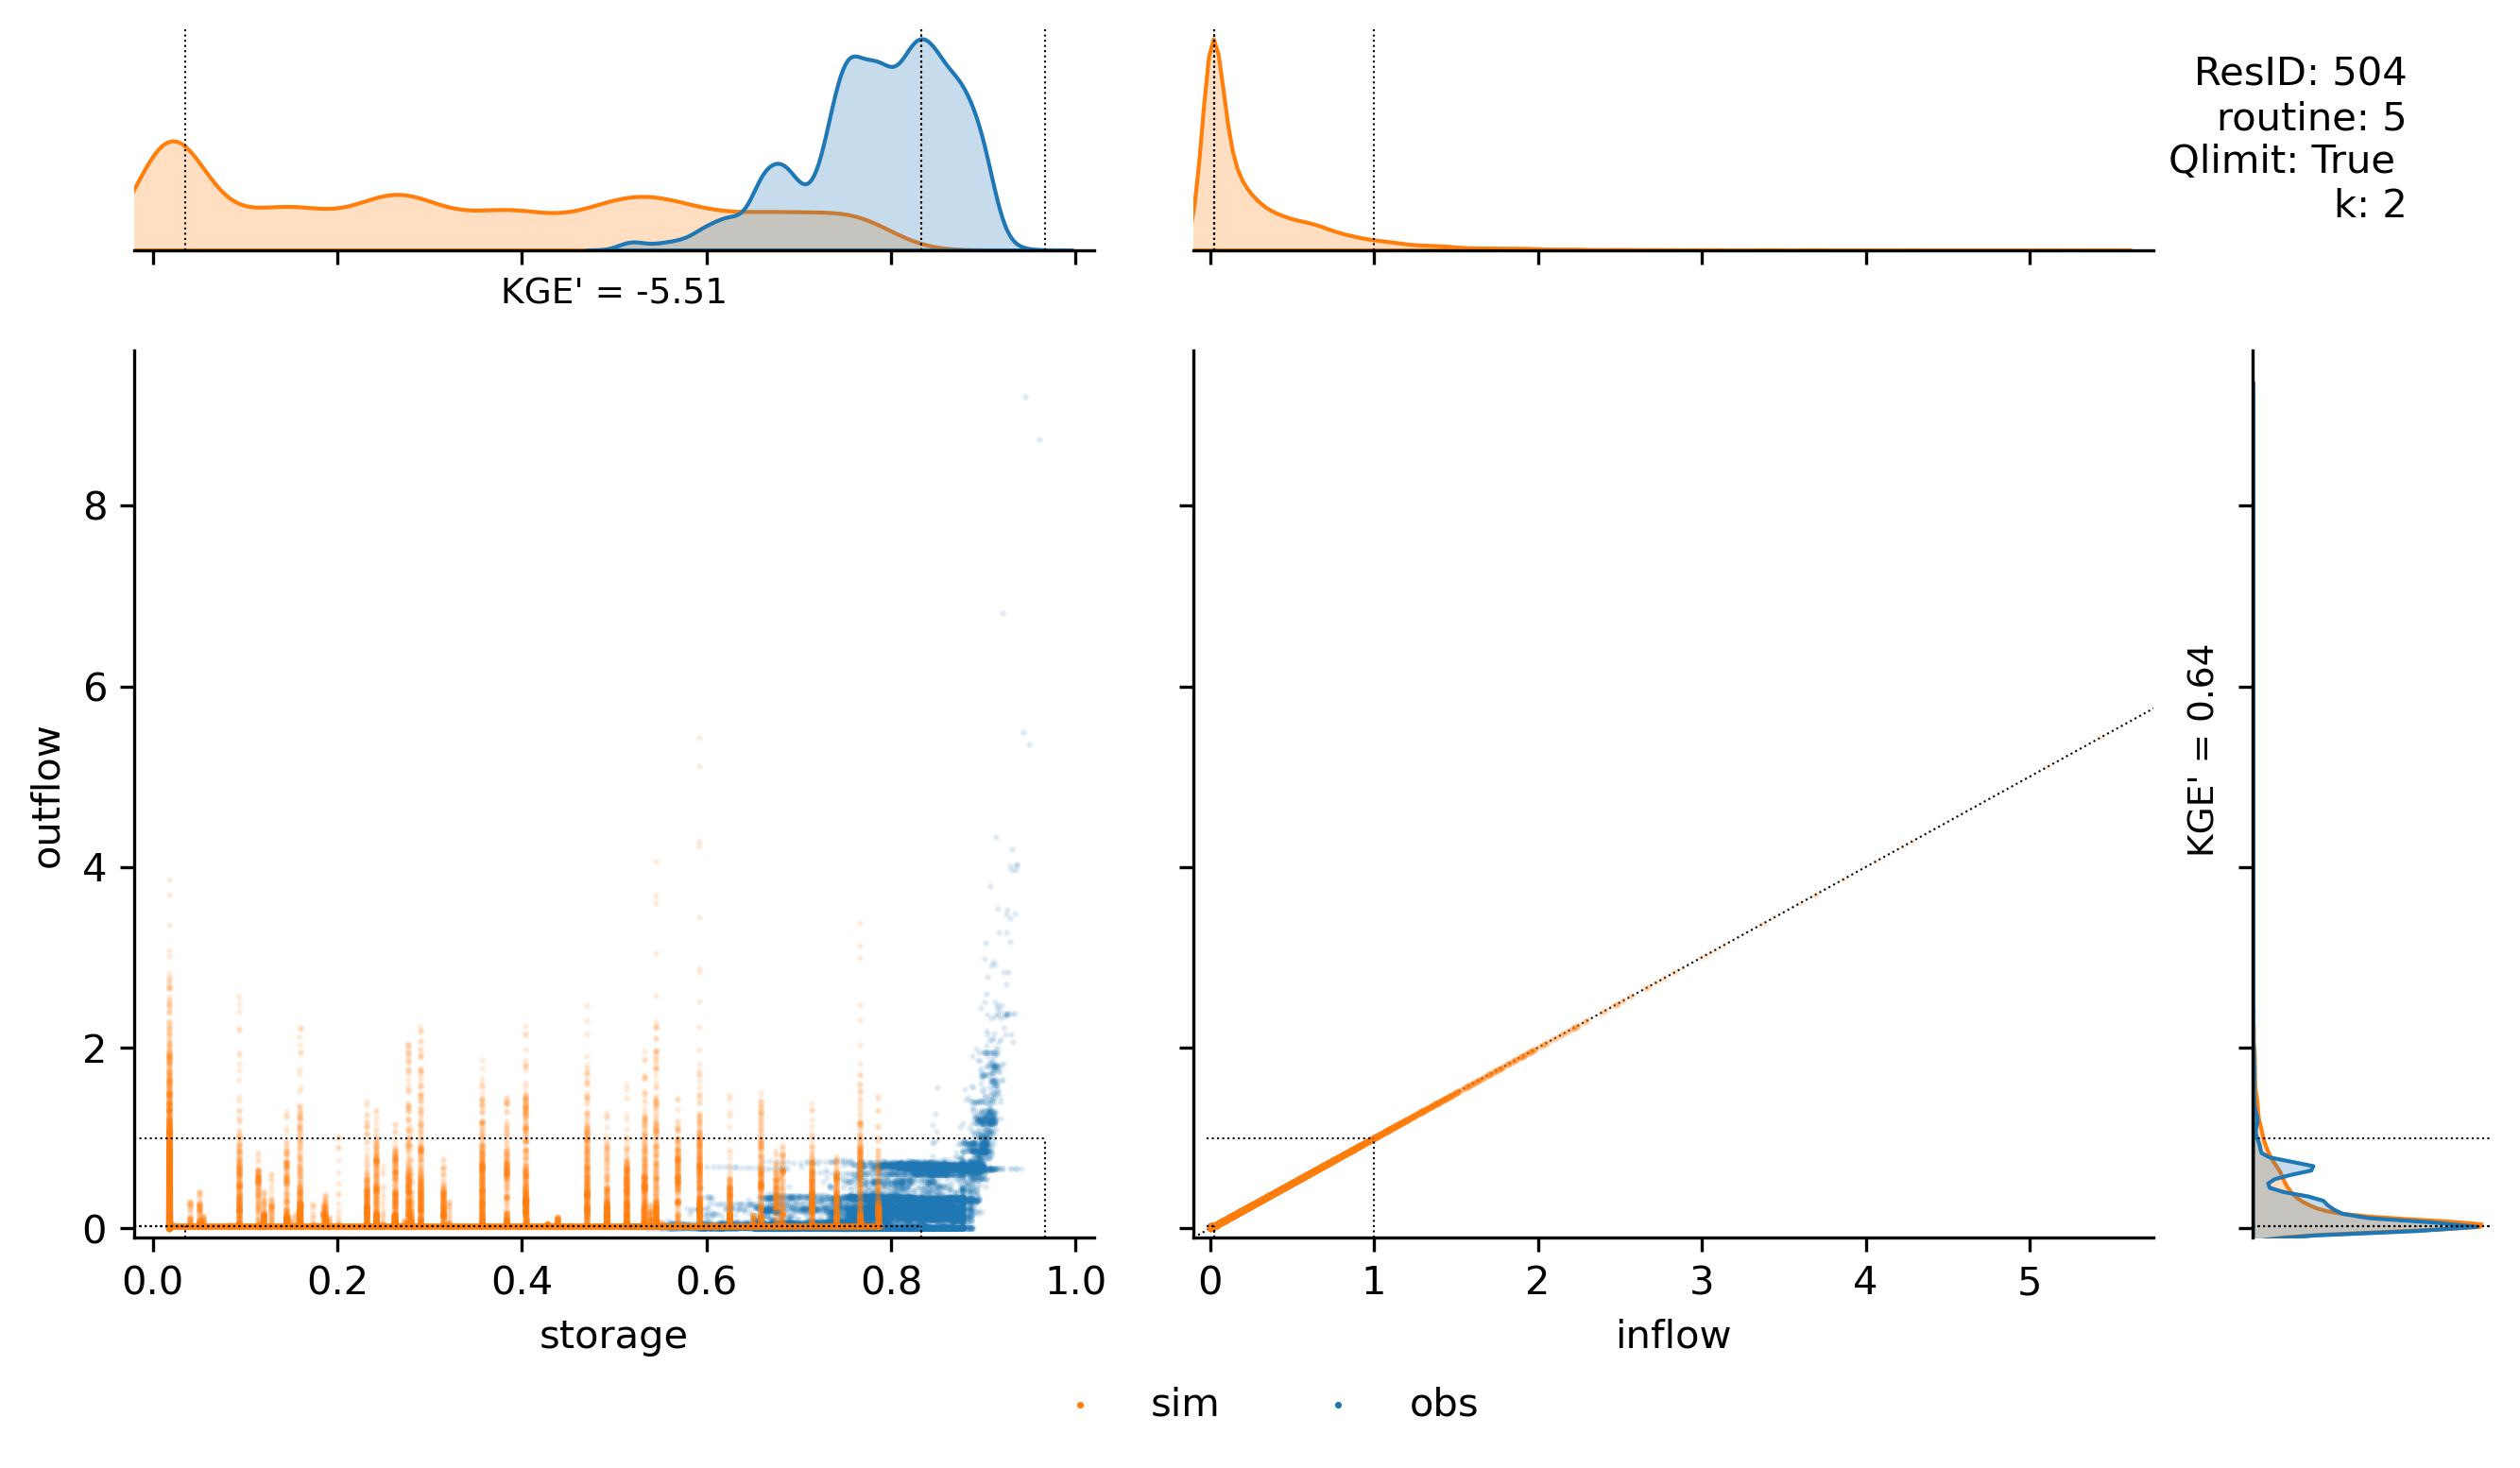 ResID: 504
routine: 5
Qlimit: True
k: 2
KGE' = -5.51
outflow
8
6
4
2
0
0.0 0.2 0.4 0.6 0.8 1.0
storage
0 1 2 3 4 5
inflow
KGE' = 0.64
sim obs